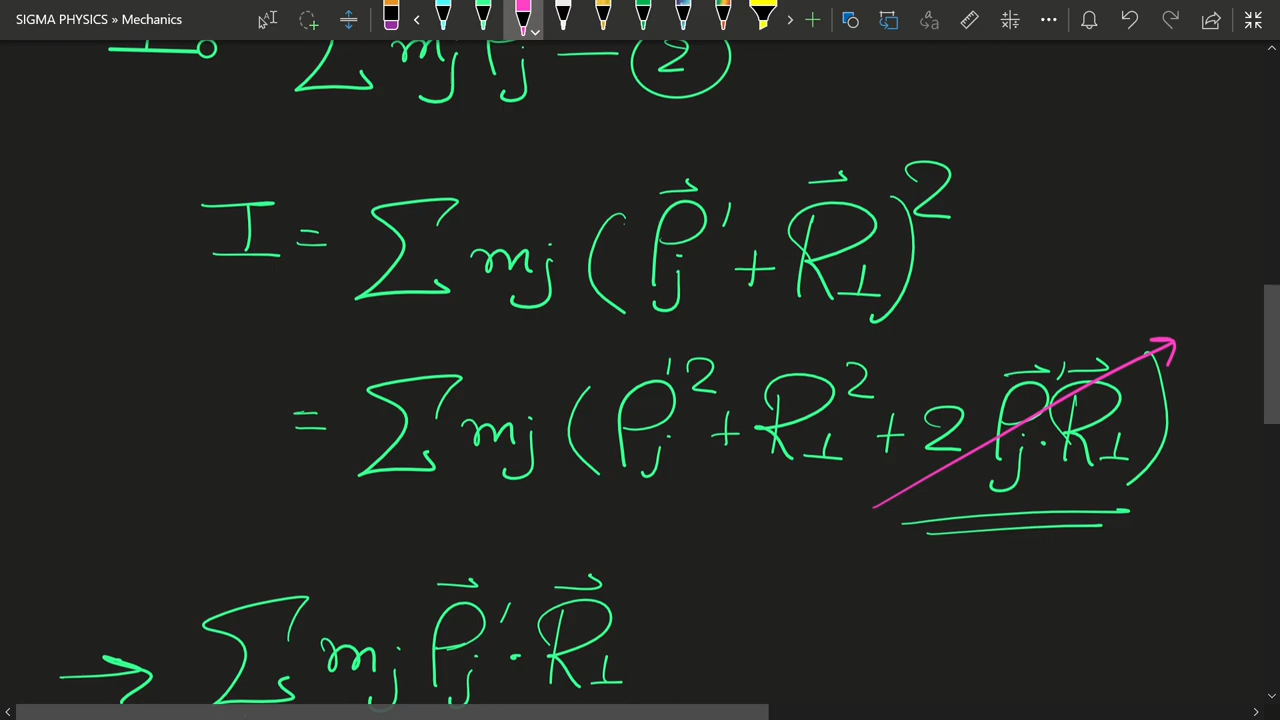 SIGMA PHYSICS » Mechanics
Σ mj ρj — ②
I = Σ mj (ρ⃗j' + R⃗⊥)²
= Σ mj (ρj'² + R⊥² + 2 ρ⃗j'·R⃗⊥)
→ Σ mj ρ⃗j'·R⃗⊥